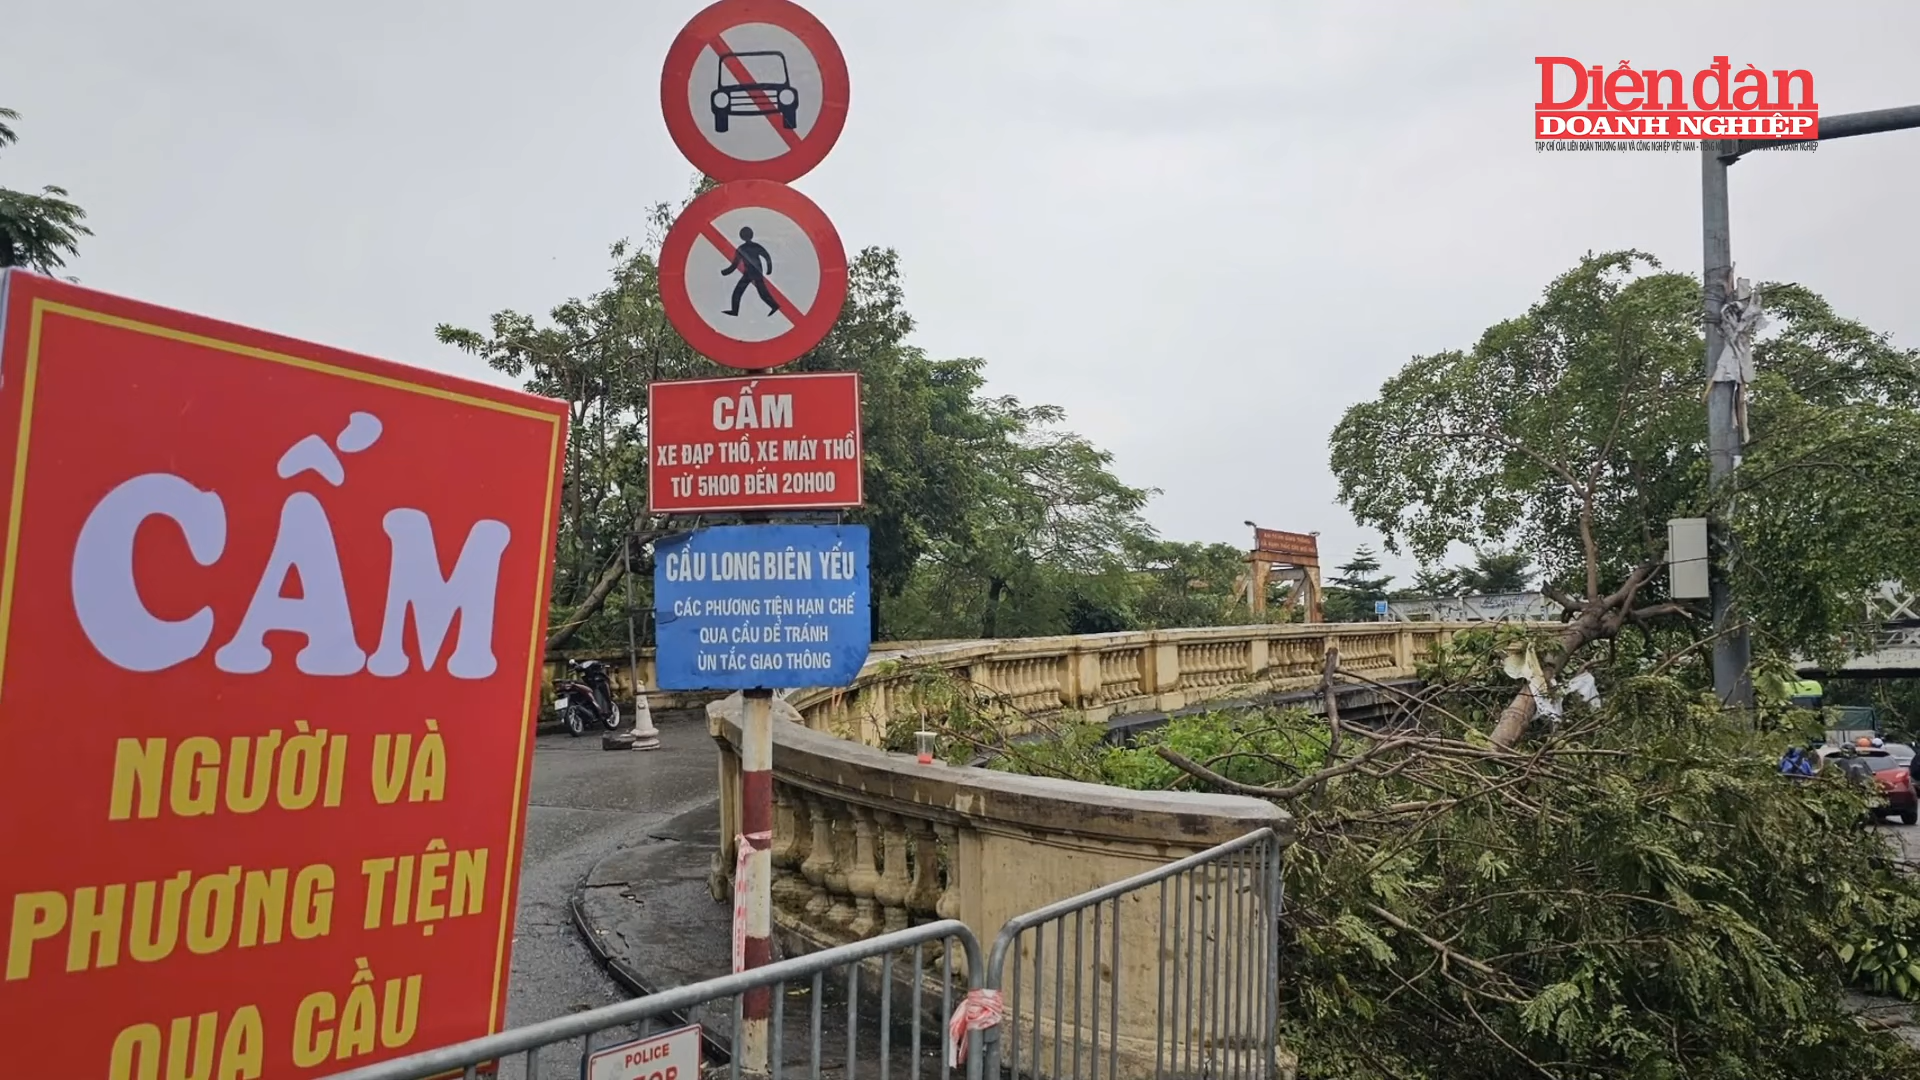 Diễn đàn
DOANH NGHIỆP
CẤM
XE ĐẠP THỒ, XE MÁY THỒ
TỪ 5H00 ĐẾN 20H00
CẦU LONG BIÊN YẾU
CÁC PHƯƠNG TIỆN HẠN CHẾ
QUA CẦU ĐỂ TRÁNH
ÙN TẮC GIAO THÔNG
CẤM
NGƯỜI VÀ
PHƯƠNG TIỆN
QUA CẦU
POLICE